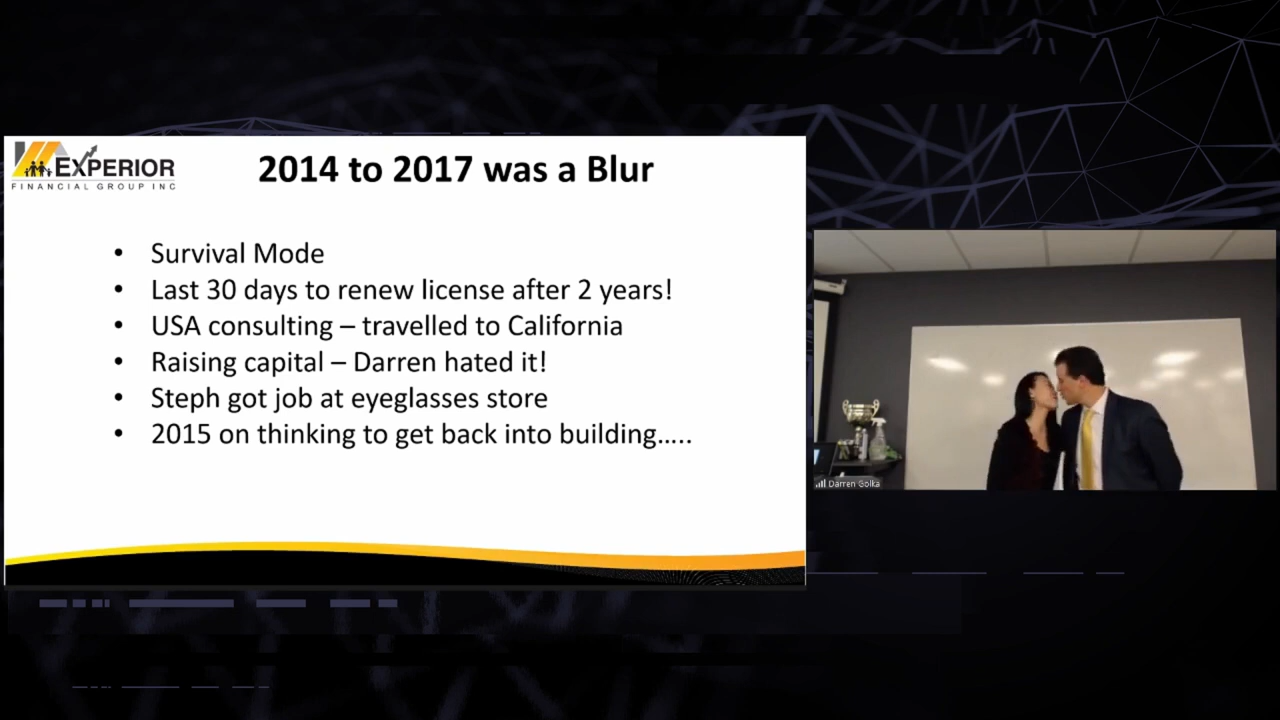 EXPERIOR
FINANCIAL GROUP INC
2014 to 2017 was a Blur
• Survival Mode
• Last 30 days to renew license after 2 years!
• USA consulting – travelled to California
• Raising capital – Darren hated it!
• Steph got job at eyeglasses store
• 2015 on thinking to get back into building.....
Darren Golka